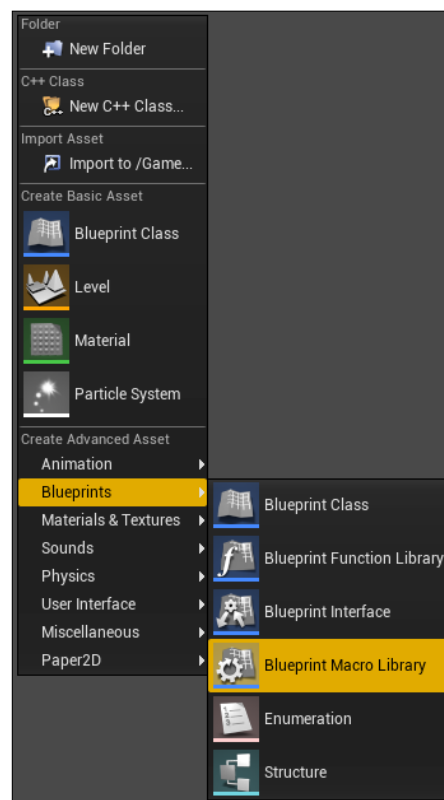 Folder
New Folder
C++ Class
C++
New C++ Class...
Import Asset
Import to /Game...
Create Basic Asset
Blueprint Class
Level
Material
Particle System
Create Advanced Asset
Animation
Blueprints
Materials & Textures
Sounds
Physics
User Interface
Miscellaneous
Paper2D
Blueprint Class
Blueprint Function Library
Blueprint Interface
Blueprint Macro Library
Enumeration
Structure